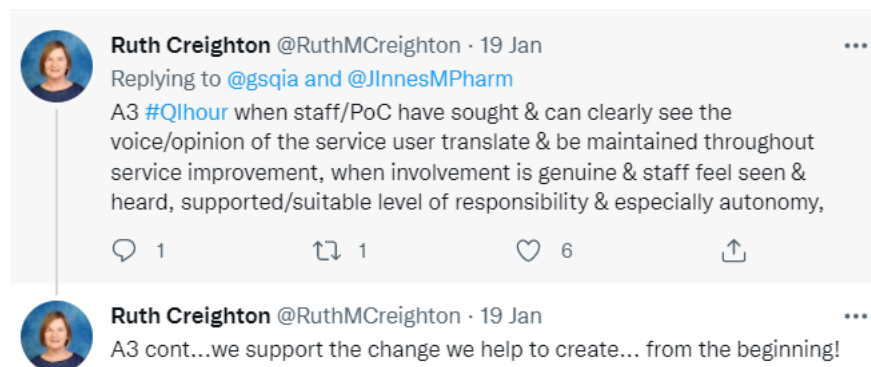 Ruth Creighton @RuthMCreighton · 19 Jan
Replying to @gsqia and @JInnesMPharm
A3 #QIhour when staff/PoC have sought & can clearly see the
voice/opinion of the service user translate & be maintained throughout
service improvement, when involvement is genuine & staff feel seen &
heard, supported/suitable level of responsibility & especially autonomy,
1 1 6
Ruth Creighton @RuthMCreighton · 19 Jan
A3 cont...we support the change we help to create... from the beginning!